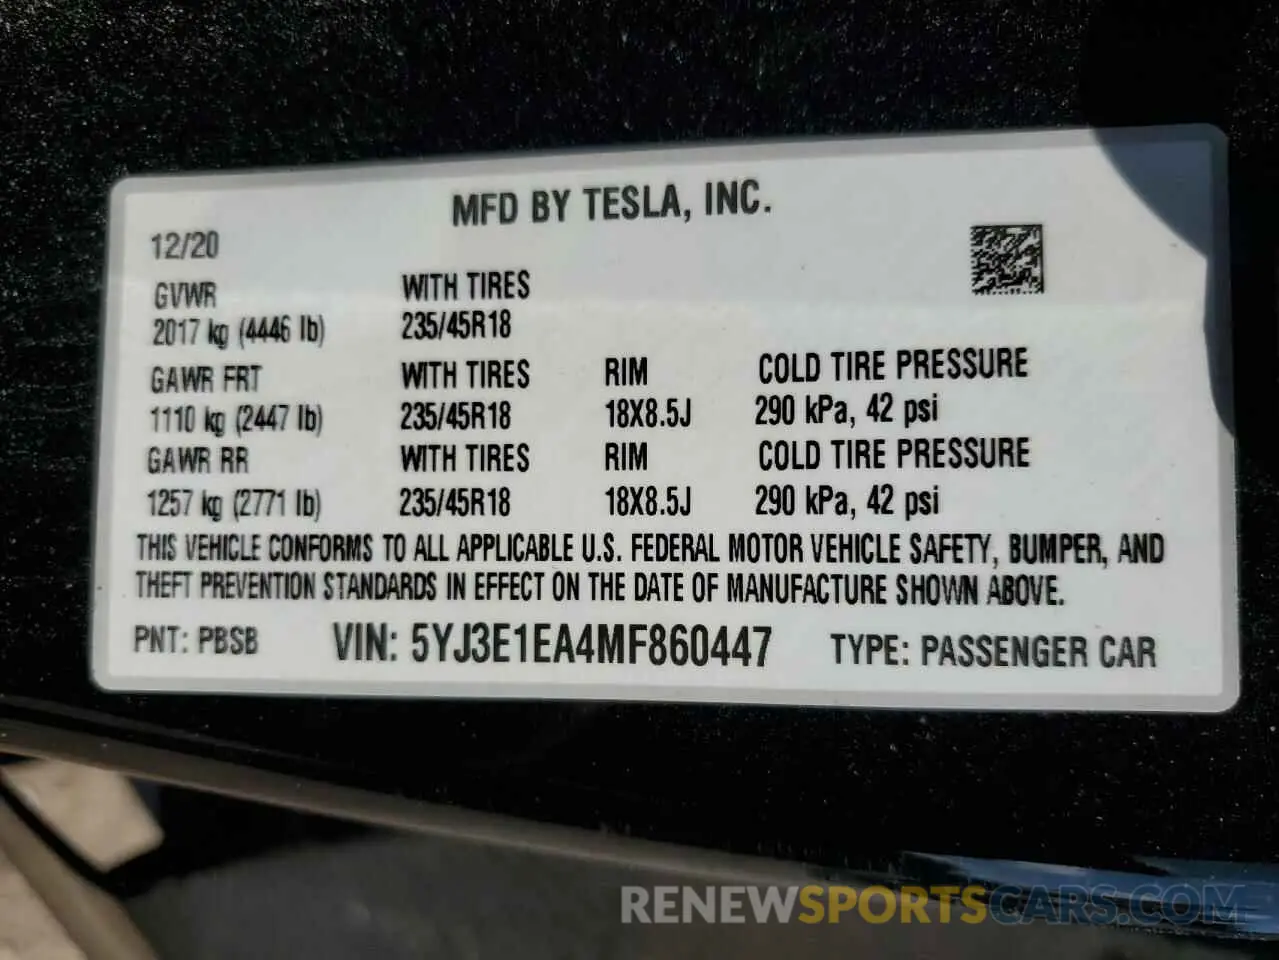 MFD BY TESLA, INC.
12/20
GVWR WITH TIRES
2017 kg (4446 lb) 235/45R18
GAWR FRT WITH TIRES RIM COLD TIRE PRESSURE
1110 kg (2447 lb) 235/45R18 18X8.5J 290 kPa, 42 psi
GAWR RR WITH TIRES RIM COLD TIRE PRESSURE
1257 kg (2771 lb) 235/45R18 18X8.5J 290 kPa, 42 psi
THIS VEHICLE CONFORMS TO ALL APPLICABLE U.S. FEDERAL MOTOR VEHICLE SAFETY, BUMPER, AND
THEFT PREVENTION STANDARDS IN EFFECT ON THE DATE OF MANUFACTURE SHOWN ABOVE.
PNT: PBSB VIN: 5YJ3E1EA4MF860447 TYPE: PASSENGER CAR
RENEWSPORTSCARS.COM